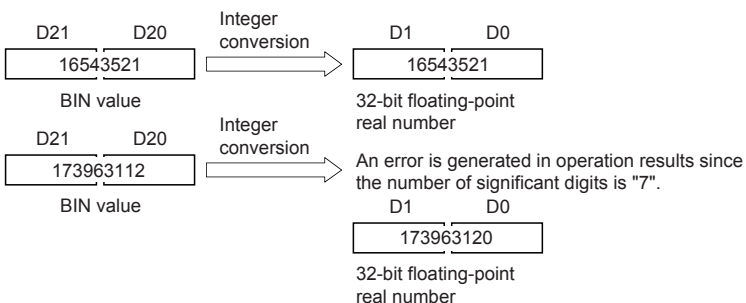 Integer
conversion
D21 D20 D1 D0
16543521 16543521
BIN value 32-bit floating-point
real number
Integer
conversion
D21 D20
173963112
BIN value
An error is generated in operation results since
the number of significant digits is "7".
D1 D0
173963120
32-bit floating-point
real number